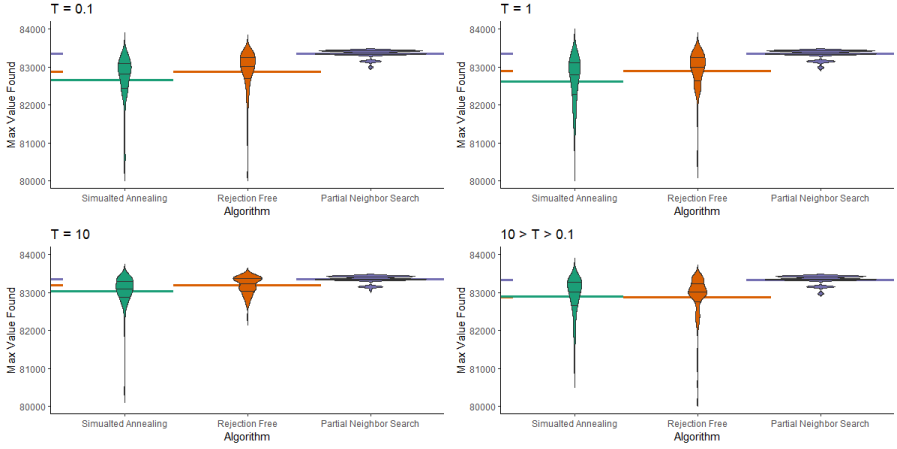 T = 0.1
84000
83000
82000
81000
80000
Max Value Found
Simualted Annealing
Rejection Free
Partial Neighbor Search
Algorithm
T = 1
84000
83000
82000
81000
80000
Max Value Found
Simualted Annealing
Rejection Free
Partial Neighbor Search
Algorithm
T = 10
84000
83000
82000
81000
80000
Max Value Found
Simualted Annealing
Rejection Free
Partial Neighbor Search
Algorithm
10 > T > 0.1
84000
83000
82000
81000
80000
Max Value Found
Simualted Annealing
Rejection Free
Partial Neighbor Search
Algorithm